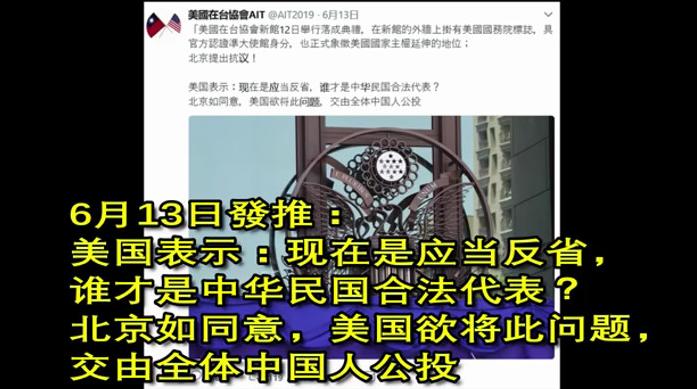 美國在台協會AIT @AIT2019 · 6月13日
「美國在台協會新館12日舉行落成典禮，在新館的外牆上掛有美國國務院標誌，具
官方認證準大使館身分，也正式象徵美國國家主權延伸的地位；
北京提出抗议！
美国表示：现在是应当反省，谁才是中华民国合法代表？
北京如同意，美国欲将此问题，交由全体中国人公投
6月13日發推：
美国表示：现在是应当反省，
谁才是中华民国合法代表？
北京如同意，美国欲将此问题，
交由全体中国人公投